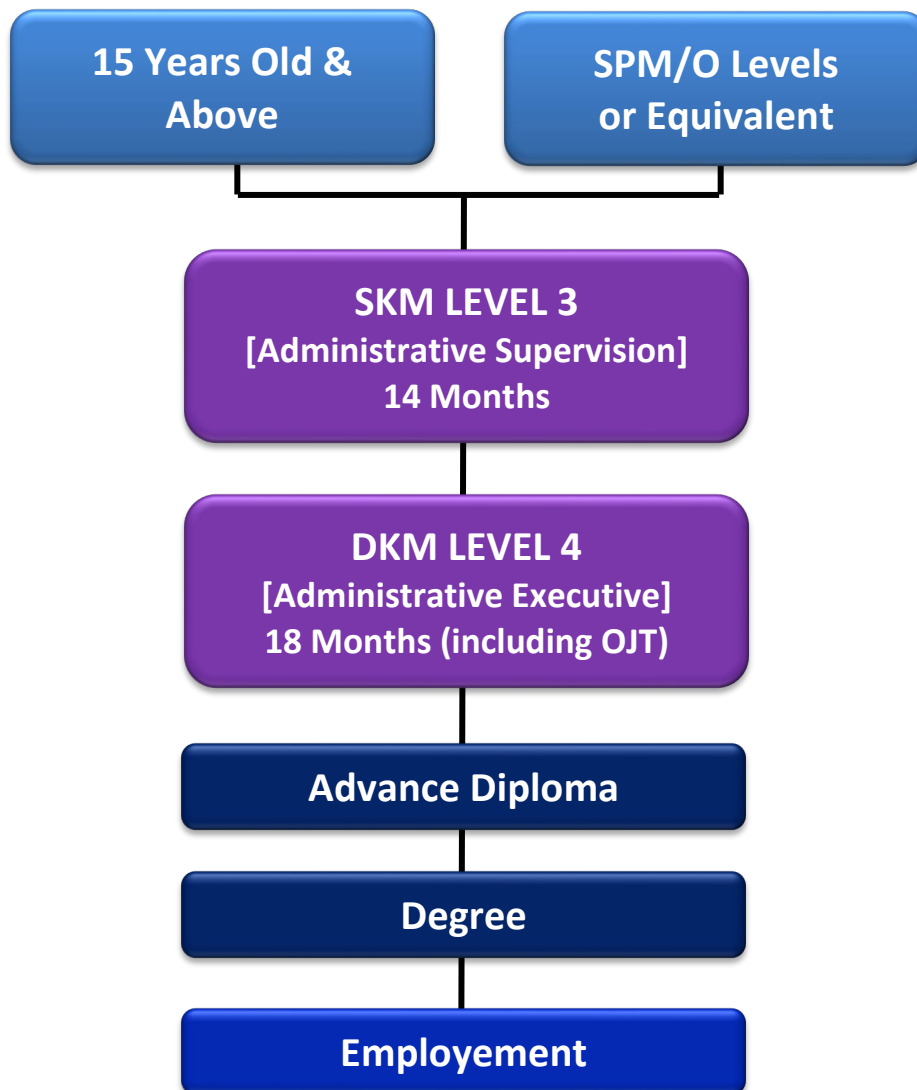 15 Years Old &
Above
SPM/O Levels
or Equivalent
SKM LEVEL 3
[Administrative Supervision]
14 Months
DKM LEVEL 4
[Administrative Executive]
18 Months (including OJT)
Advance Diploma
Degree
Employement